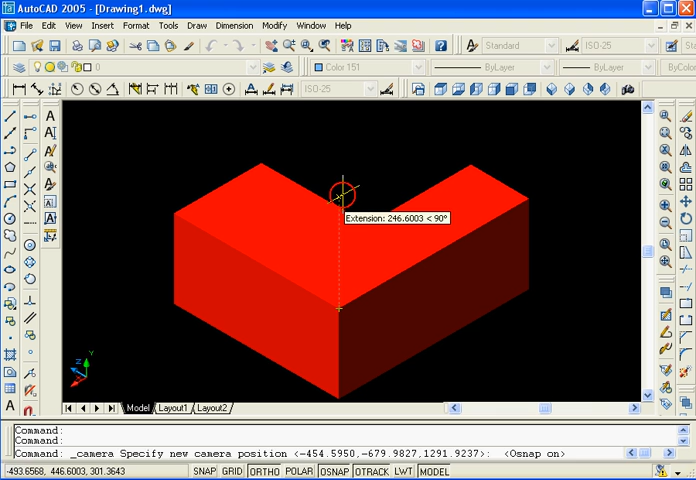 AutoCAD 2005 - [Drawing1.dwg]
File Edit View Insert Format Tools Draw Dimension Modify Window Help
Standard ISO-25
0 Color 151 ByLayer ByLayer ByColor
ISO-25
Extension: 246.6003 < 90°
Z Y
Model Layout1 Layout2
Command:
Command:
Command: _camera Specify new camera position <-454.5950,-679.9827,1291.9237>: <Osnap on>
-493.6568, 446.6003, 301.3643 SNAP GRID ORTHO POLAR OSNAP OTRACK LWT MODEL